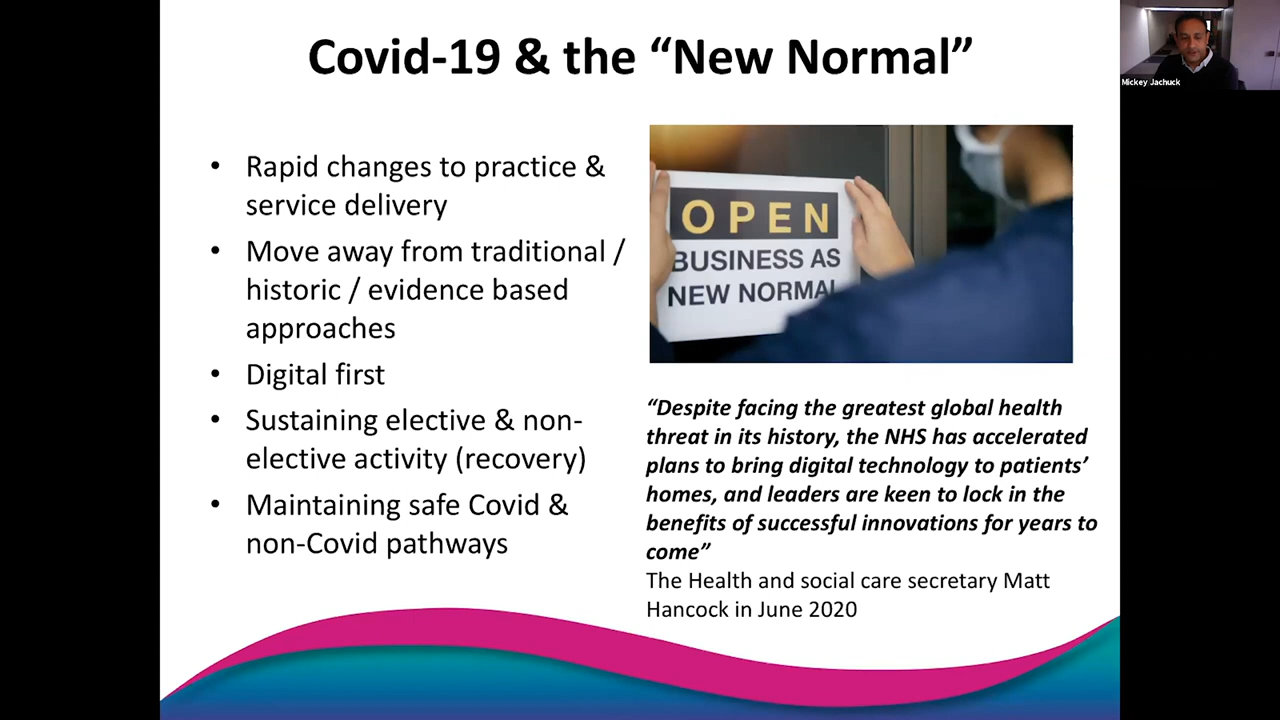 Covid-19 & the “New Normal”
Mickey Jachuck
• Rapid changes to practice &
service delivery
• Move away from traditional /
historic / evidence based
approaches
• Digital first
• Sustaining elective & non-
elective activity (recovery)
• Maintaining safe Covid &
non-Covid pathways
OPEN
BUSINESS AS
NEW NORMAL
“Despite facing the greatest global health
threat in its history, the NHS has accelerated
plans to bring digital technology to patients’
homes, and leaders are keen to lock in the
benefits of successful innovations for years to
come”
The Health and social care secretary Matt
Hancock in June 2020